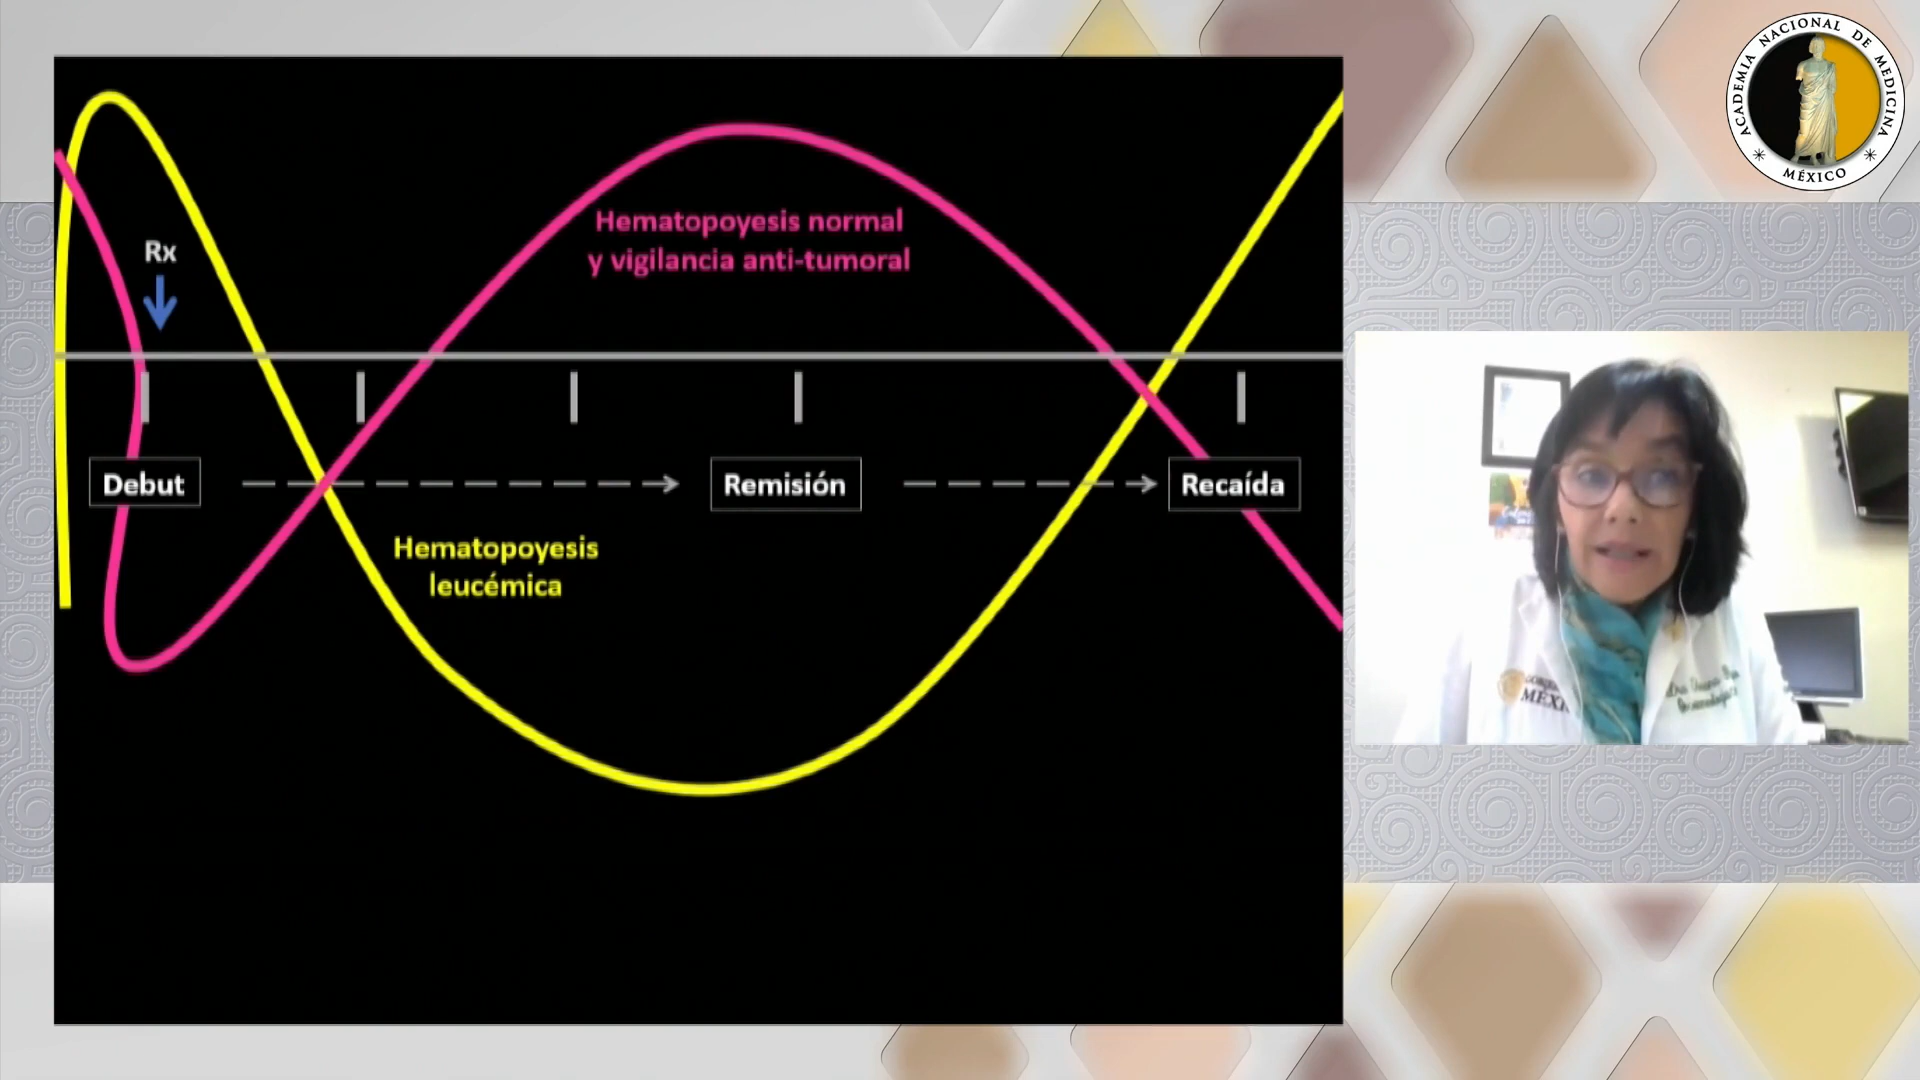 Rx
Hematopoyesis normal
y vigilancia anti-tumoral
Debut
Remisión
Recaída
Hematopoyesis
leucémica
ACADEMIA NACIONAL DE MEDICINA
MÉXICO